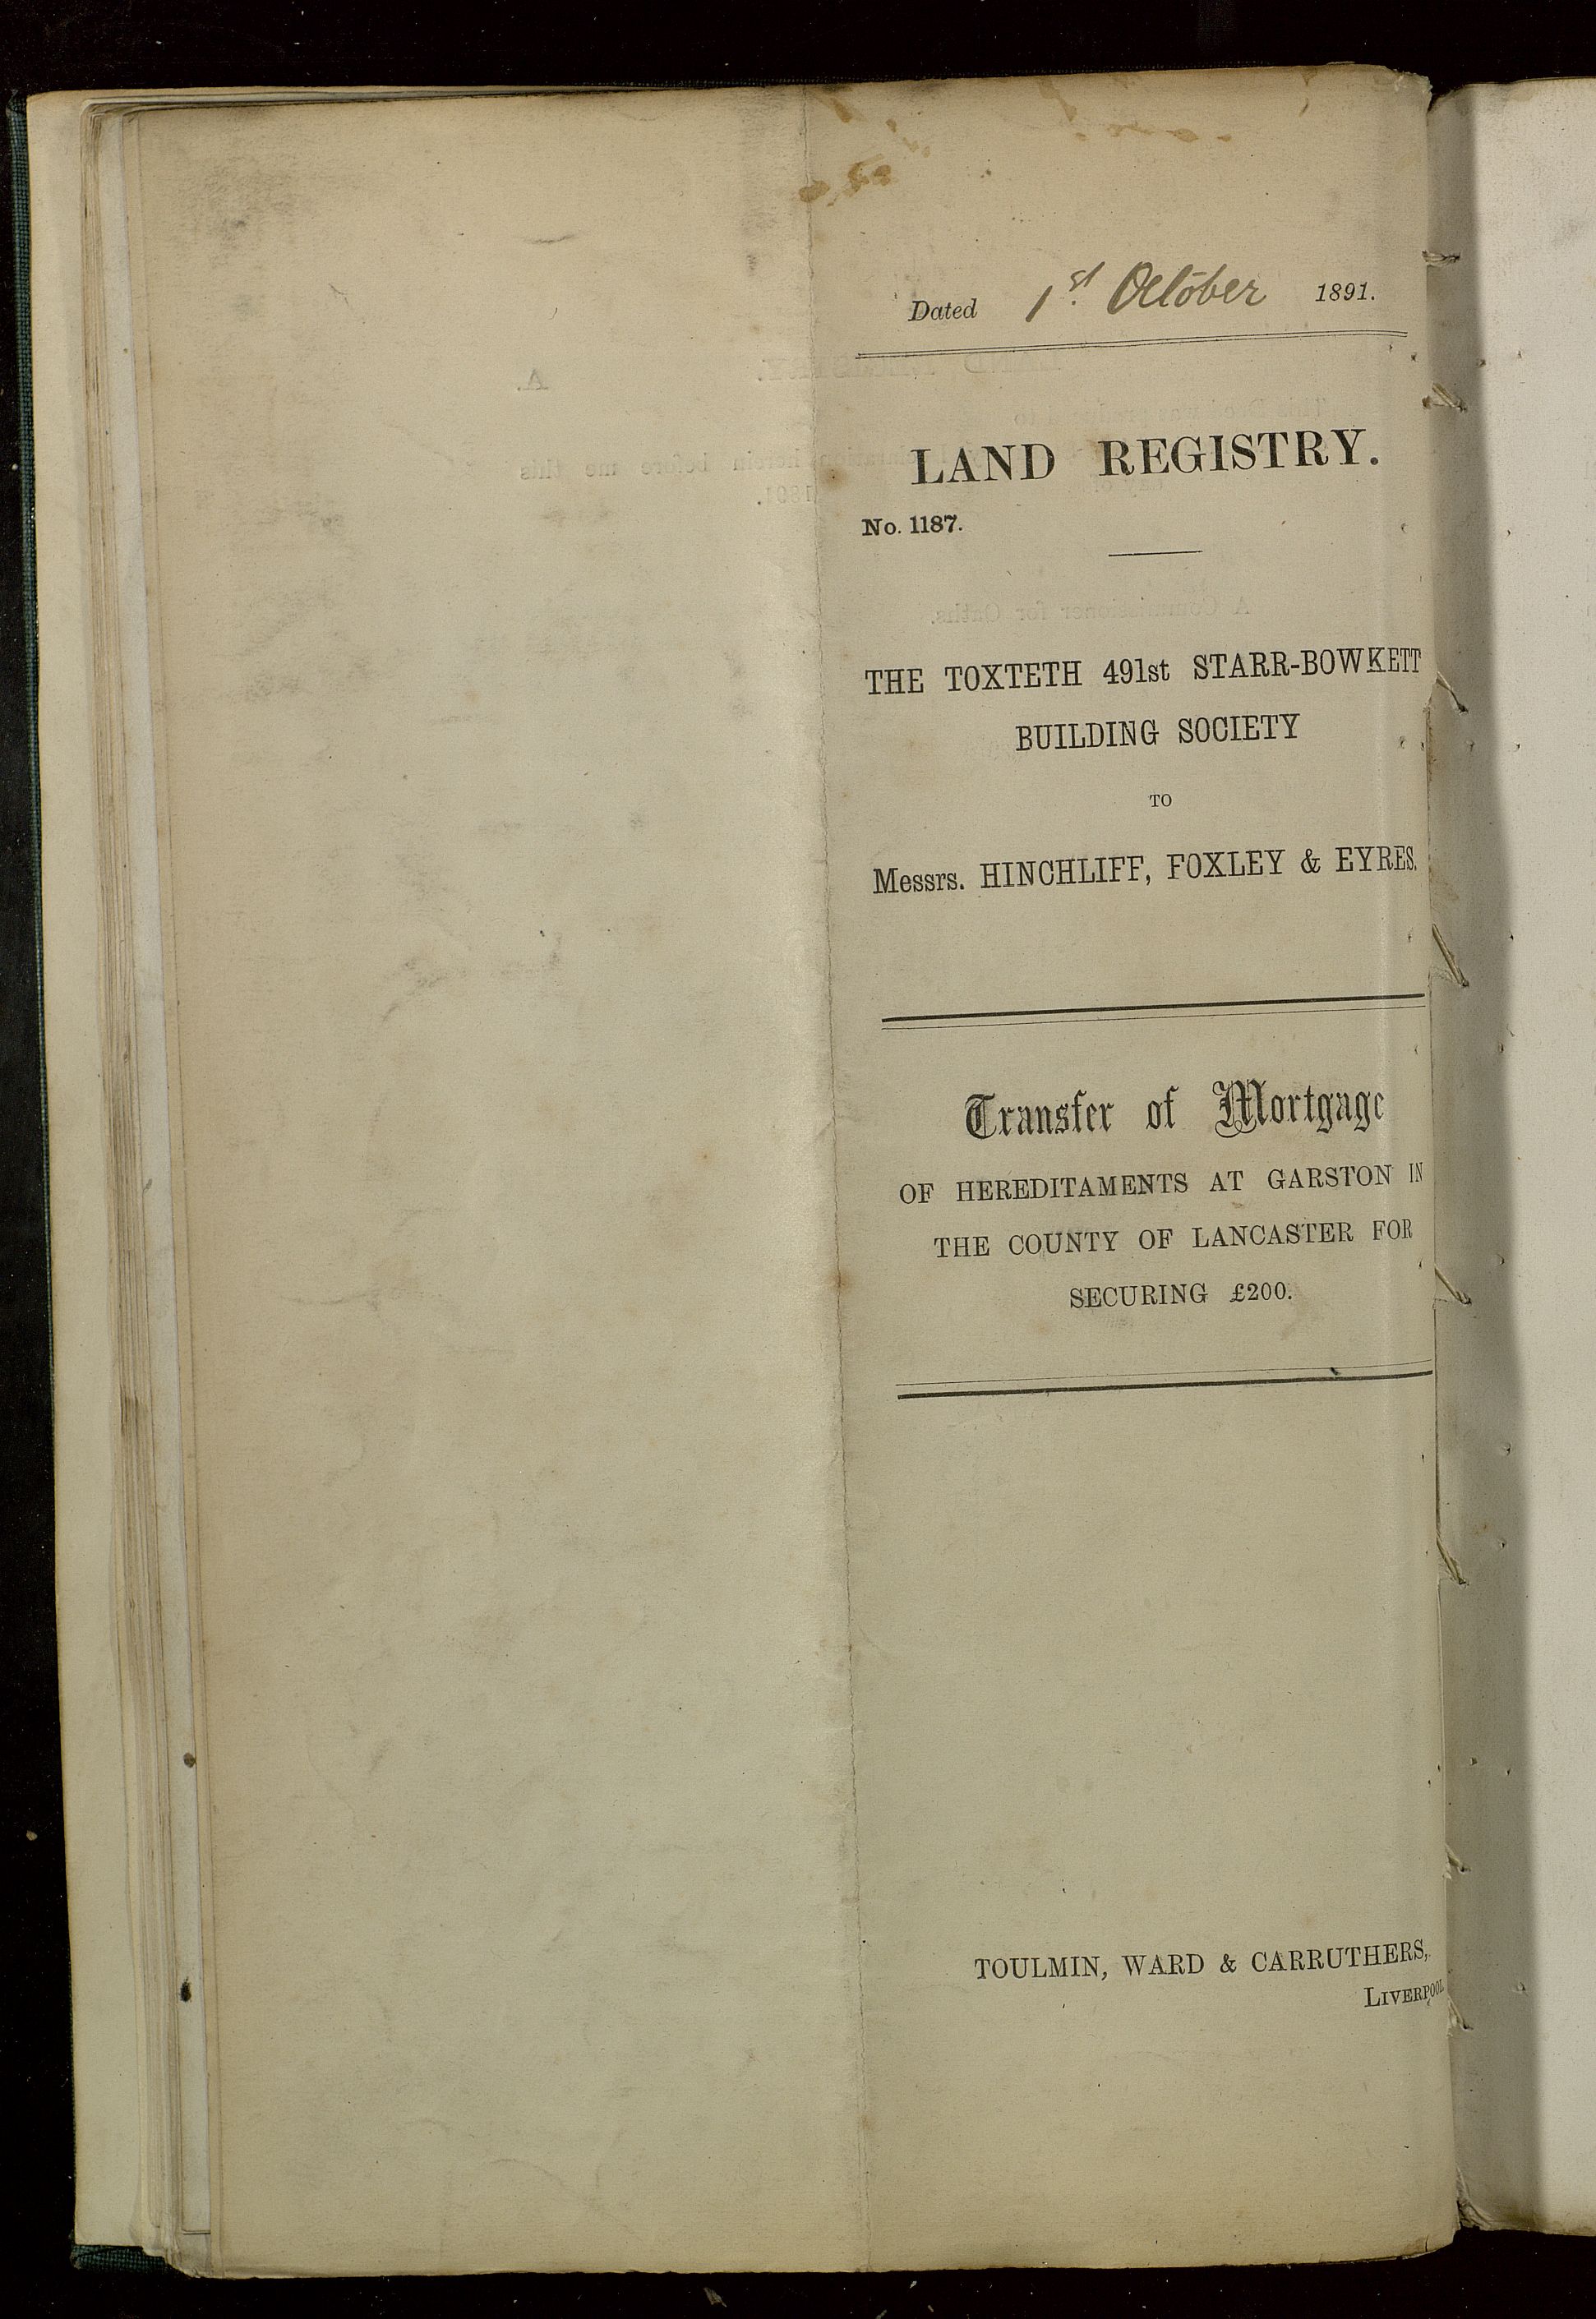 Dated 1st. October 1891.
LAND REGISTRY.
No. 1187.
THE TOXTETH 491st STARR-BOWKETT
BUILDING SOCIETY
TO
Messrs. HINCHLIFF, FOXLEY & EYRES.
Transfer of Mortgage
OF HEREDITAMENTS AT GARSTON IN
THE COUNTY OF LANCASTER FOR
SECURING £200.
TOULMIN, WARD & CARRUTHERS,
LIVERPOOL